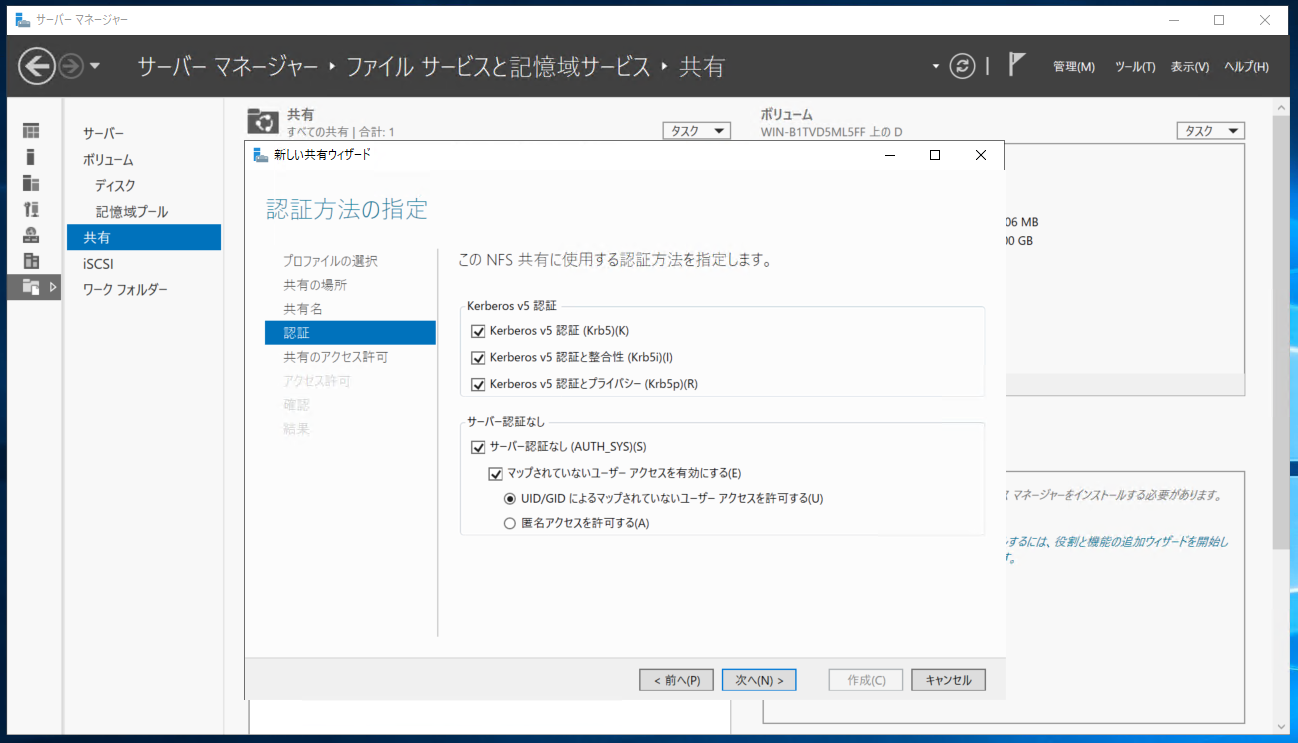 サーバー マネージャー
サーバー マネージャー ‣ ファイル サービスと記憶域サービス ‣ 共有
管理(M) ツール(T) 表示(V) ヘルプ(H)
サーバー
ボリューム
ディスク
記憶域プール
共有
iSCSI
ワーク フォルダー
共有
すべての共有 | 合計: 1
タスク
ボリューム
WIN-B1TVD5ML5FF 上の D
タスク
新しい共有ウィザード
認証方法の指定
プロファイルの選択
共有の場所
共有名
認証
共有のアクセス許可
アクセス許可
確認
結果
この NFS 共有に使用する認証方法を指定します。
Kerberos v5 認証
Kerberos v5 認証 (Krb5)(K)
Kerberos v5 認証と整合性 (Krb5i)(I)
Kerberos v5 認証とプライバシー (Krb5p)(R)
サーバー認証なし
サーバー認証なし (AUTH_SYS)(S)
マップされていないユーザー アクセスを有効にする(E)
UID/GID によるマップされていないユーザー アクセスを許可する(U)
匿名アクセスを許可する(A)
< 前へ(P)
次へ(N) >
作成(C)
キャンセル
06 MB
00 GB
マネージャーをインストールする必要があります。
するには、役割と機能の追加ウィザードを開始し
す。